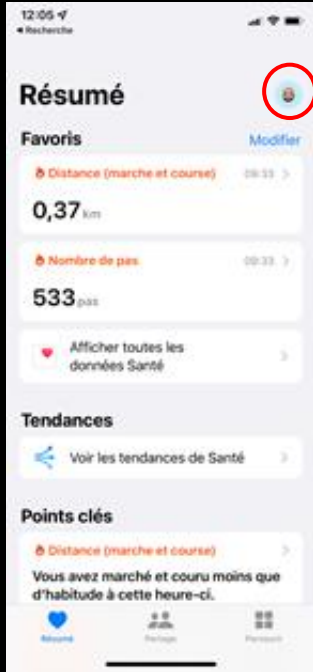 12:05
Recherche
Résumé
Favoris
Modifier
Distance (marche et course)
09:33
0,37 km
Nombre de pas
09:33
533 pas
Afficher toutes les
données Santé
Tendances
Voir les tendances de Santé
Points clés
Distance (marche et course)
Vous avez marché et couru moins que
d'habitude à cette heure-ci.
Résumé
Partage
Parcourir